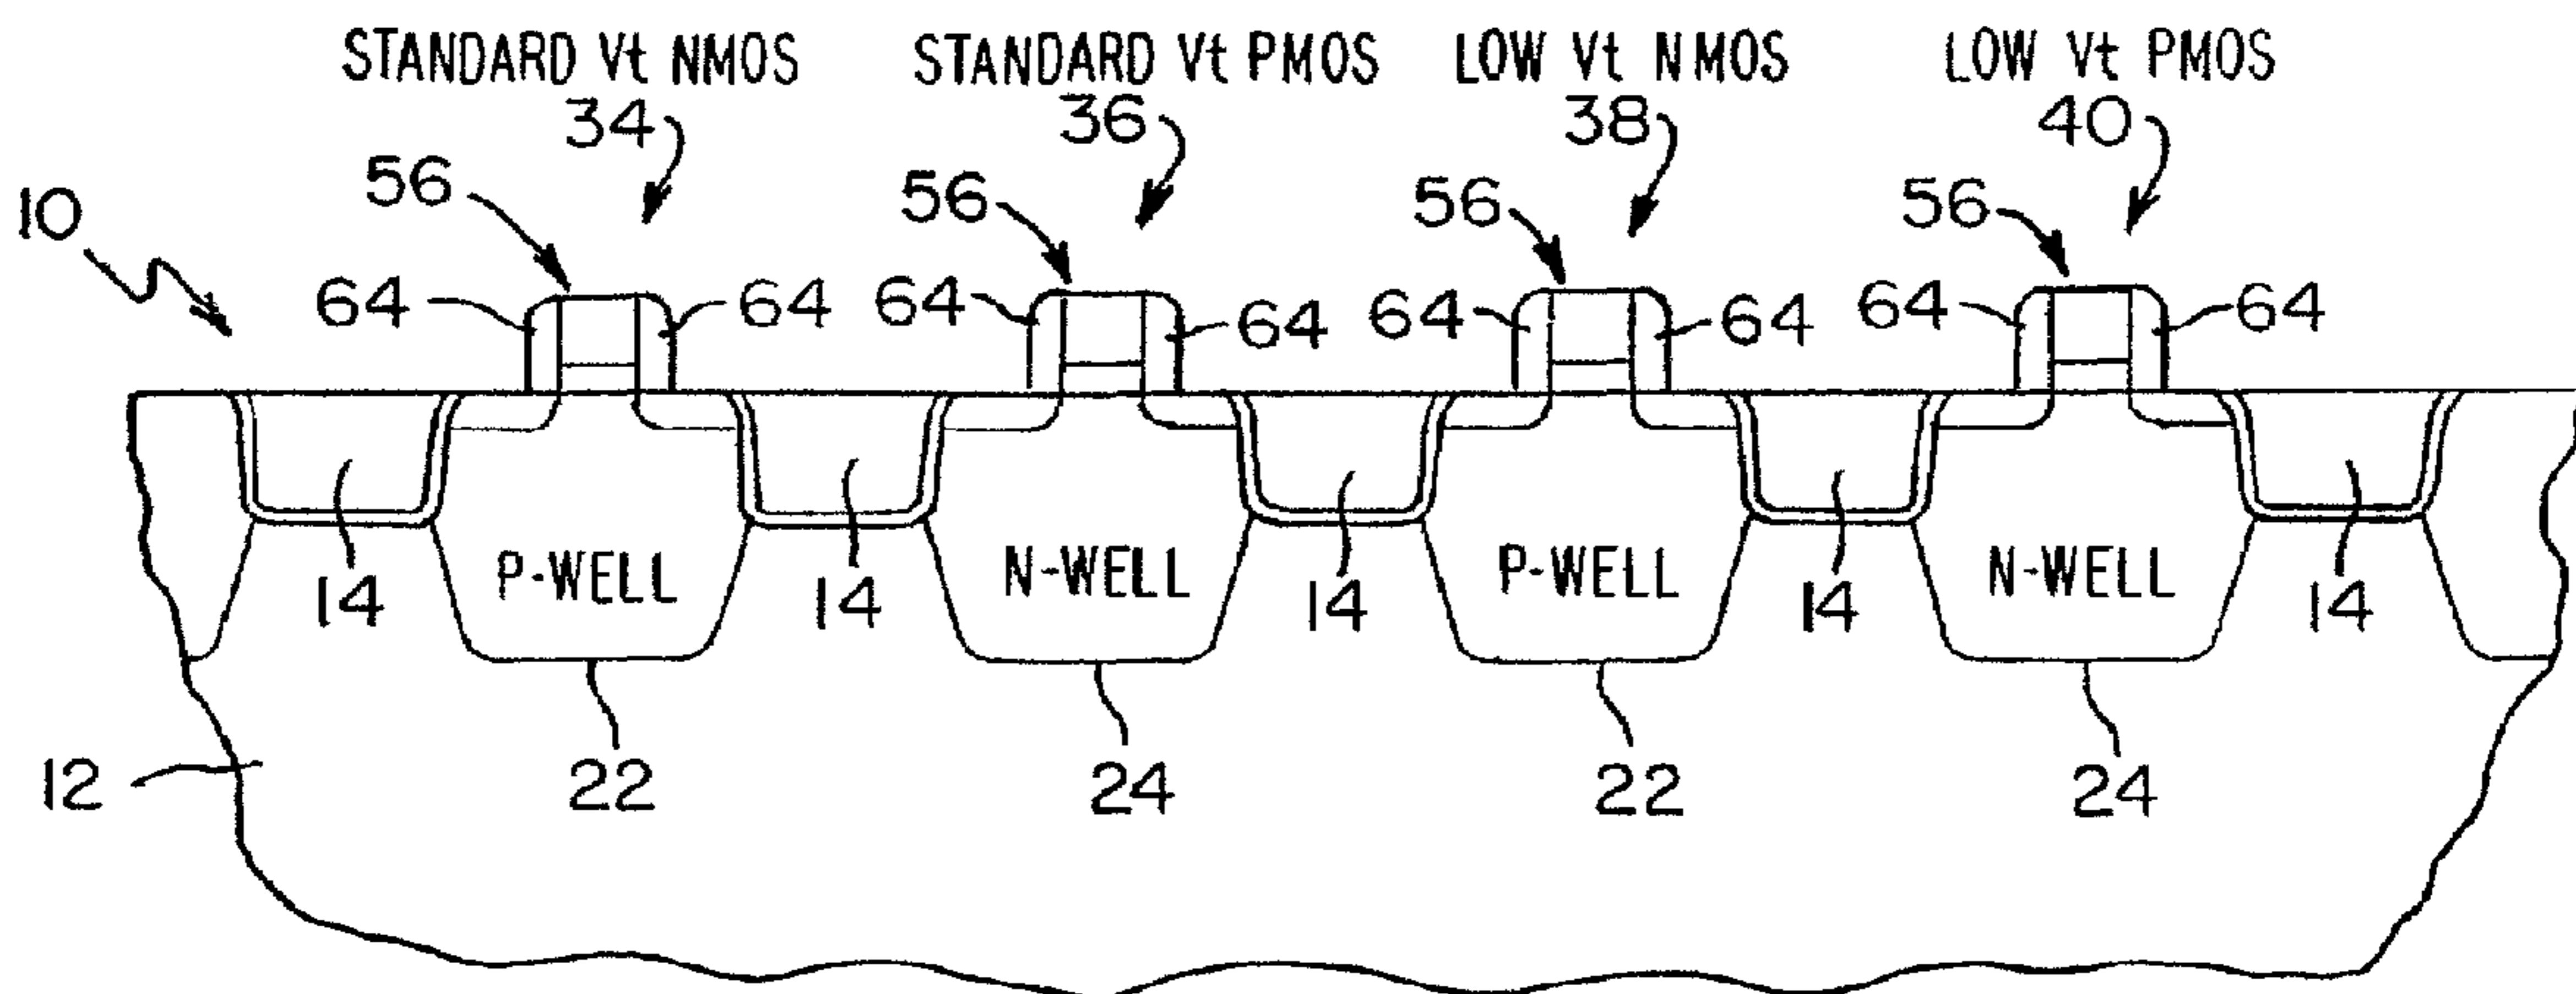 STANDARD Vt NMOS STANDARD Vt PMOS LOW Vt NMOS LOW Vt PMOS
34 36 38 40
56 56 56 56
10
64 64 64 64 64 64 64 64
P-WELL N-WELL P-WELL N-WELL
14 14 14 14 14
12 22 24 22 24